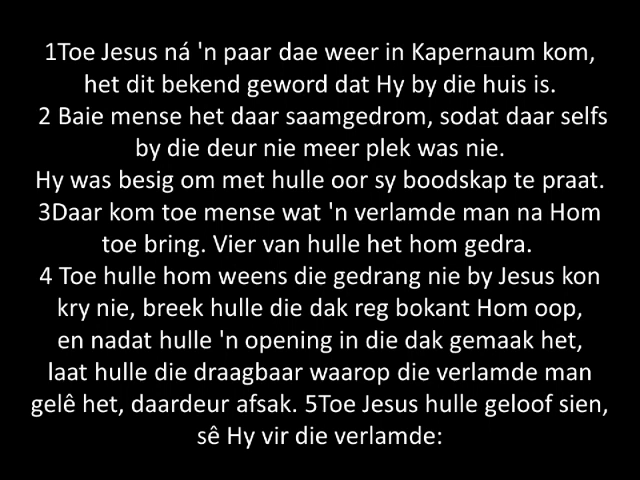 1Toe Jesus ná 'n paar dae weer in Kapernaum kom,
het dit bekend geword dat Hy by die huis is.
2 Baie mense het daar saamgedrom, sodat daar selfs
by die deur nie meer plek was nie.
Hy was besig om met hulle oor sy boodskap te praat.
3Daar kom toe mense wat 'n verlamde man na Hom
toe bring. Vier van hulle het hom gedra.
4 Toe hulle hom weens die gedrang nie by Jesus kon
kry nie, breek hulle die dak reg bokant Hom oop,
en nadat hulle 'n opening in die dak gemaak het,
laat hulle die draagbaar waarop die verlamde man
gelê het, daardeur afsak. 5Toe Jesus hulle geloof sien,
sê Hy vir die verlamde: